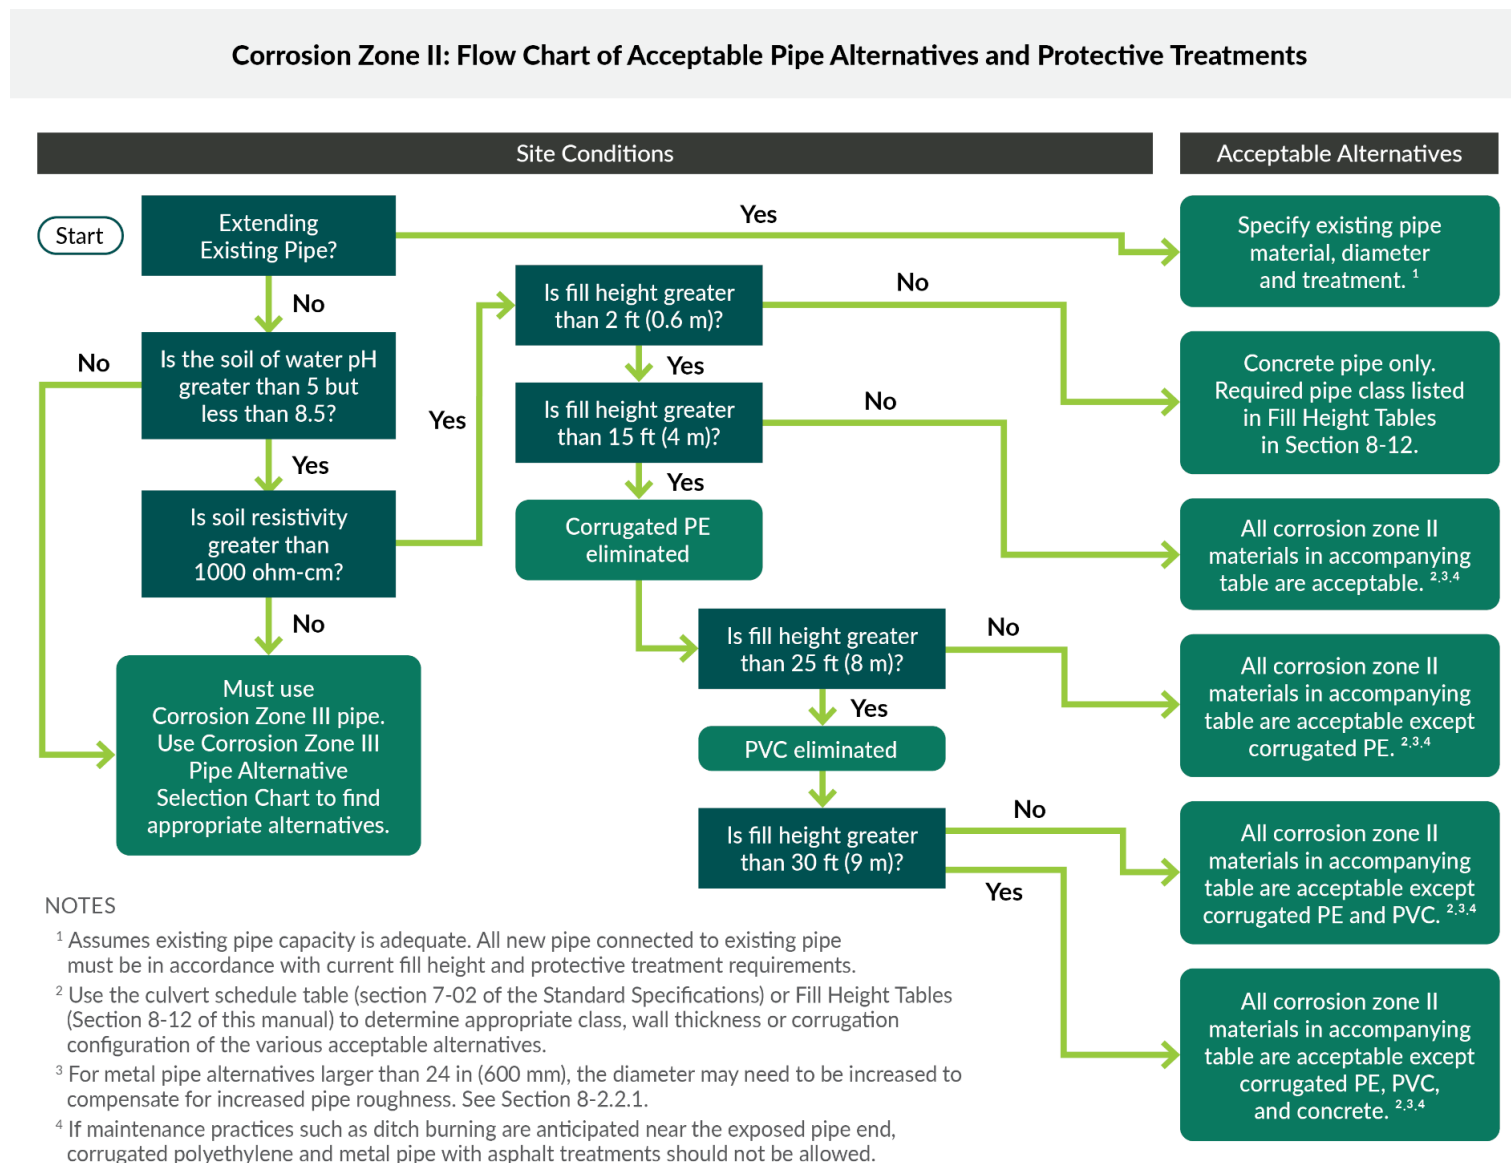 Corrosion Zone II: Flow Chart of Acceptable Pipe Alternatives and Protective Treatments
Site Conditions
Acceptable Alternatives
Start
Extending
Existing Pipe?
Yes
No
Is the soil of water pH
greater than 5 but
less than 8.5?
No
Yes
Is soil resistivity
greater than
1000 ohm-cm?
Yes
No
Must use
Corrosion Zone III pipe.
Use Corrosion Zone III
Pipe Alternative
Selection Chart to find
appropriate alternatives.
Is fill height greater
than 2 ft (0.6 m)?
No
Yes
Is fill height greater
than 15 ft (4 m)?
No
Yes
Corrugated PE
eliminated
Is fill height greater
than 25 ft (8 m)?
No
Yes
PVC eliminated
Is fill height greater
than 30 ft (9 m)?
No
Yes
Specify existing pipe
material, diameter
and treatment. 1
Concrete pipe only.
Required pipe class listed
in Fill Height Tables
in Section 8-12.
All corrosion zone II
materials in accompanying
table are acceptable. 2,3,4
All corrosion zone II
materials in accompanying
table are acceptable except
corrugated PE. 2,3,4
All corrosion zone II
materials in accompanying
table are acceptable except
corrugated PE and PVC. 2,3,4
All corrosion zone II
materials in accompanying
table are acceptable except
corrugated PE, PVC,
and concrete. 2,3,4
NOTES
1 Assumes existing pipe capacity is adequate. All new pipe connected to existing pipe
must be in accordance with current fill height and protective treatment requirements.
2 Use the culvert schedule table (section 7-02 of the Standard Specifications) or Fill Height Tables
(Section 8-12 of this manual) to determine appropriate class, wall thickness or corrugation
configuration of the various acceptable alternatives.
3 For metal pipe alternatives larger than 24 in (600 mm), the diameter may need to be increased to
compensate for increased pipe roughness. See Section 8-2.2.1.
4 If maintenance practices such as ditch burning are anticipated near the exposed pipe end,
corrugated polyethylene and metal pipe with asphalt treatments should not be allowed.